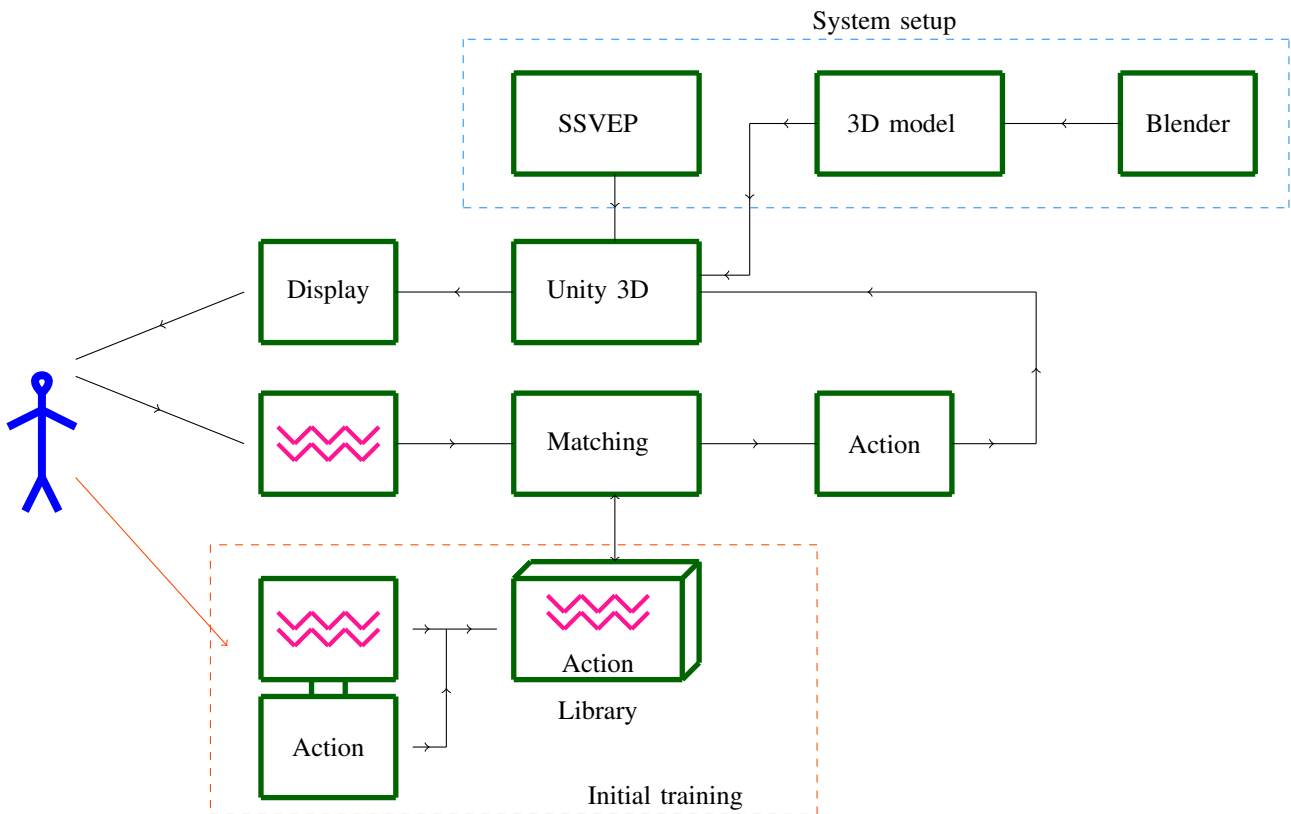 System setup
SSVEP
3D model
Blender
Display
Unity 3D
Matching
Action
Action
Library
Action
Initial training